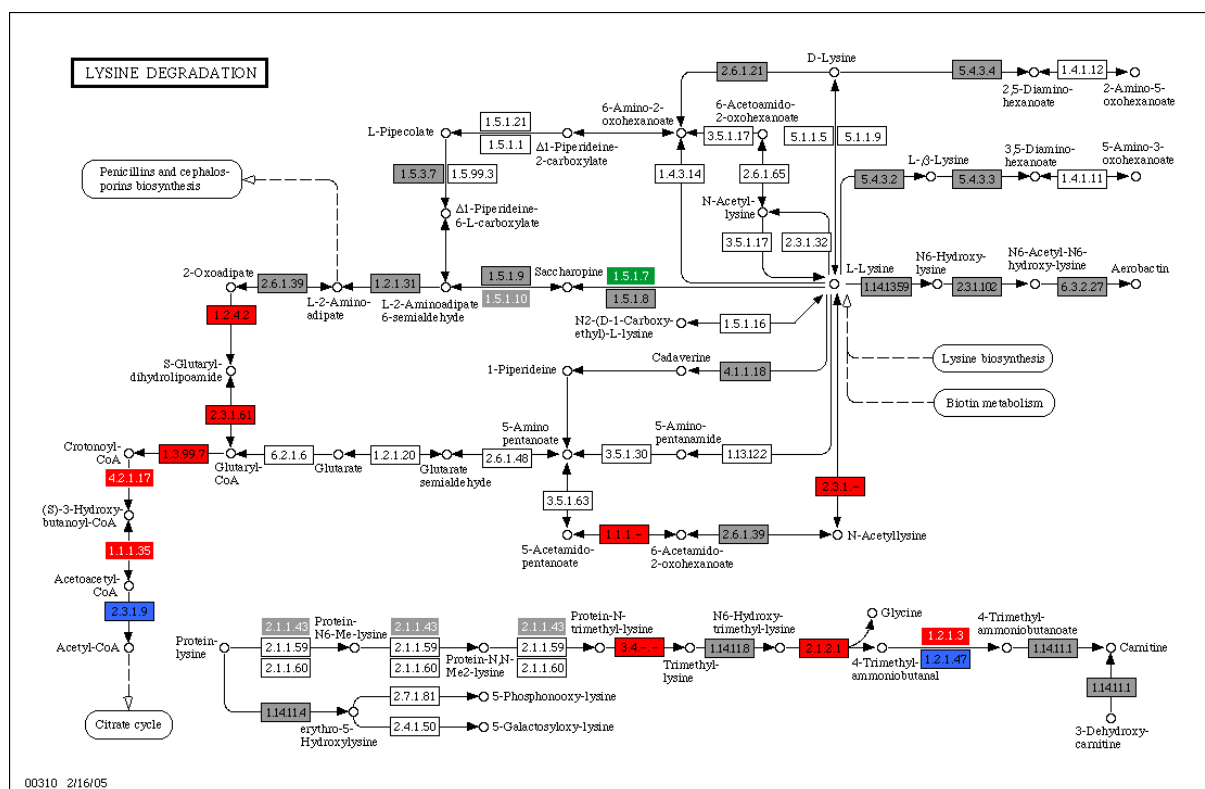 LYSINE DEGRADATION
D-Lysine
2.6.1.21
5.4.3.4
1.4.1.12
2,5-Diamino-
hexanoate
2-Amino-5-
oxohexanoate
6-Amino-2-
oxohexanoate
6-Acetoamido-
2-oxohexanoate
L-Pipecolate
1.5.1.21
1.5.1.1
Δ1-Piperideine-
2-carboxylate
3.5.1.17
5.1.1.5
5.1.1.9
Penicillins and cephalos-
porins biosynthesis
1.5.3.7
1.5.99.3
1.4.3.14
2.6.1.65
L-β-Lysine
3,5-Diamino-
hexanoate
5-Amino-3-
oxohexanoate
5.4.3.2
5.4.3.3
1.4.1.11
Δ1-Piperideine-
6-L-carboxylate
N-Acetyl-
lysine
3.5.1.17
2.3.1.32
2-Oxoadipate
2.6.1.39
L-2-Amino-
adipate
1.2.1.31
L-2-Aminoadipate
6-semialdehyde
1.5.1.9
1.5.1.10
Saccharopine
1.5.1.7
1.5.1.8
L-Lysine
1.14.13.59
N6-Hydroxy-
lysine
2.3.1.102
N6-Acetyl-N6-
hydroxy-lysine
6.3.2.27
Aerobactin
1.2.4.2
N2-(D-1-Carboxy-
ethyl)-L-lysine
1.5.1.16
S-Glutaryl-
dihydrolipoamide
1-Piperideine
Cadaverine
4.1.1.18
Lysine biosynthesis
Biotin metabolism
2.3.1.61
Crotonoyl-
CoA
1.3.99.7
Glutaryl-
CoA
6.2.1.6
Glutarate
1.2.1.20
Glutarate
semialdehyde
2.6.1.48
5-Amino
pentanoate
3.5.1.30
5-Amino-
pentanamide
1.13.12.2
4.2.1.17
(S)-3-Hydroxy-
butanoyl-CoA
3.5.1.63
2.3.1.-
1.1.1.35
5-Acetamido-
pentanoate
1.1.1.-
6-Acetamido-
2-oxohexanoate
2.6.1.39
N-Acetyllysine
Acetoacetyl-
CoA
2.3.1.9
Acetyl-CoA
Citrate cycle
Protein-
lysine
2.1.1.43
2.1.1.59
2.1.1.60
Protein-
N6-Me-lysine
2.1.1.43
2.1.1.59
2.1.1.60
Protein-N,N-
Me2-lysine
2.1.1.43
2.1.1.59
2.1.1.60
Protein-N-
trimethyl-lysine
3.4.-.-
Trimethyl-
lysine
1.14.11.8
N6-Hydroxy-
trimethyl-lysine
2.1.2.1
Glycine
4-Trimethyl-
ammoniobutanal
1.2.1.3
1.2.1.47
4-Trimethyl-
ammoniobutanoate
1.14.11.1
Carnitine
1.14.11.1
3-Dehydroxy-
carnitine
1.14.11.4
erythro-5-
Hydroxylysine
2.7.1.81
5-Phosphonooxy-lysine
2.4.1.50
5-Galactosyloxy-lysine
00310 2/16/05